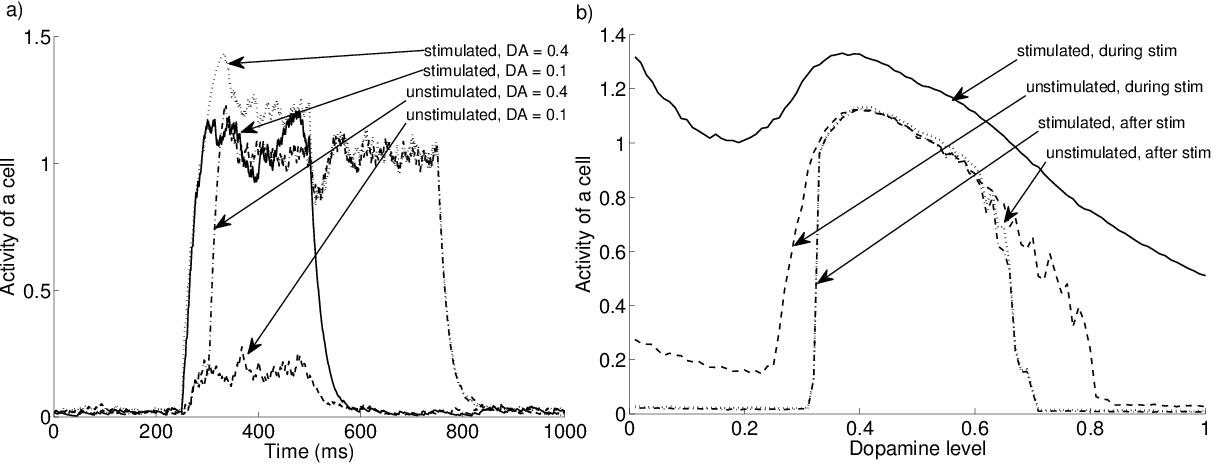 a)
Activity of a cell
1.5
1
0.5
0
0
200
400
600
800
1000
Time (ms)
stimulated, DA = 0.4
stimulated, DA = 0.1
unstimulated, DA = 0.4
unstimulated, DA = 0.1
b)
Activity of a cell
1.4
1.2
1
0.8
0.6
0.4
0.2
0
0
0.2
0.4
0.6
0.8
1
Dopamine level
stimulated, during stim
unstimulated, during stim
stimulated, after stim
unstimulated, after stim